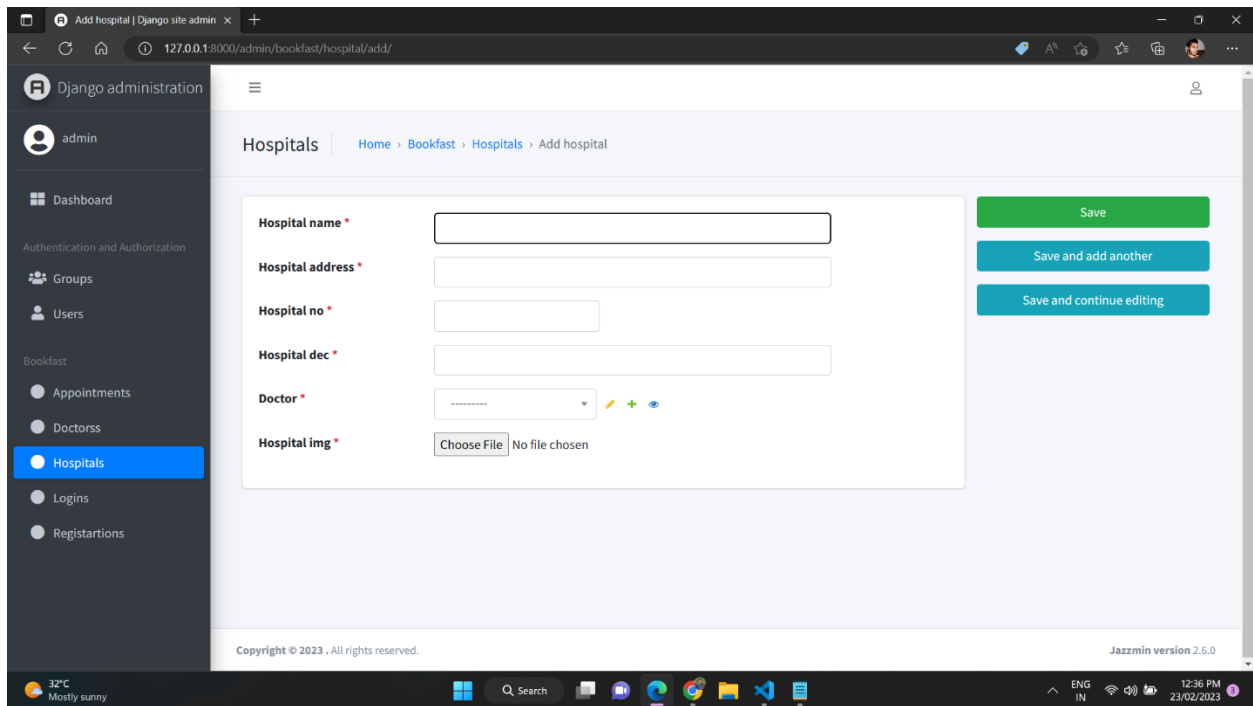 Add hospital | Django site admin
127.0.0.1:8000/admin/bookfast/hospital/add/
Django administration
admin
Hospitals
Home › Bookfast › Hospitals › Add hospital
Dashboard
Authentication and Authorization
Groups
Users
Bookfast
Appointments
Doctorss
Hospitals
Logins
Registartions
Hospital name *
Hospital address *
Hospital no *
Hospital dec *
Doctor *
---------
Hospital img *
Choose File No file chosen
Save
Save and add another
Save and continue editing
Copyright © 2023 . All rights reserved.
Jazzmin version 2.6.0
32°C
Mostly sunny
Search
ENG
IN
12:36 PM
23/02/2023
3